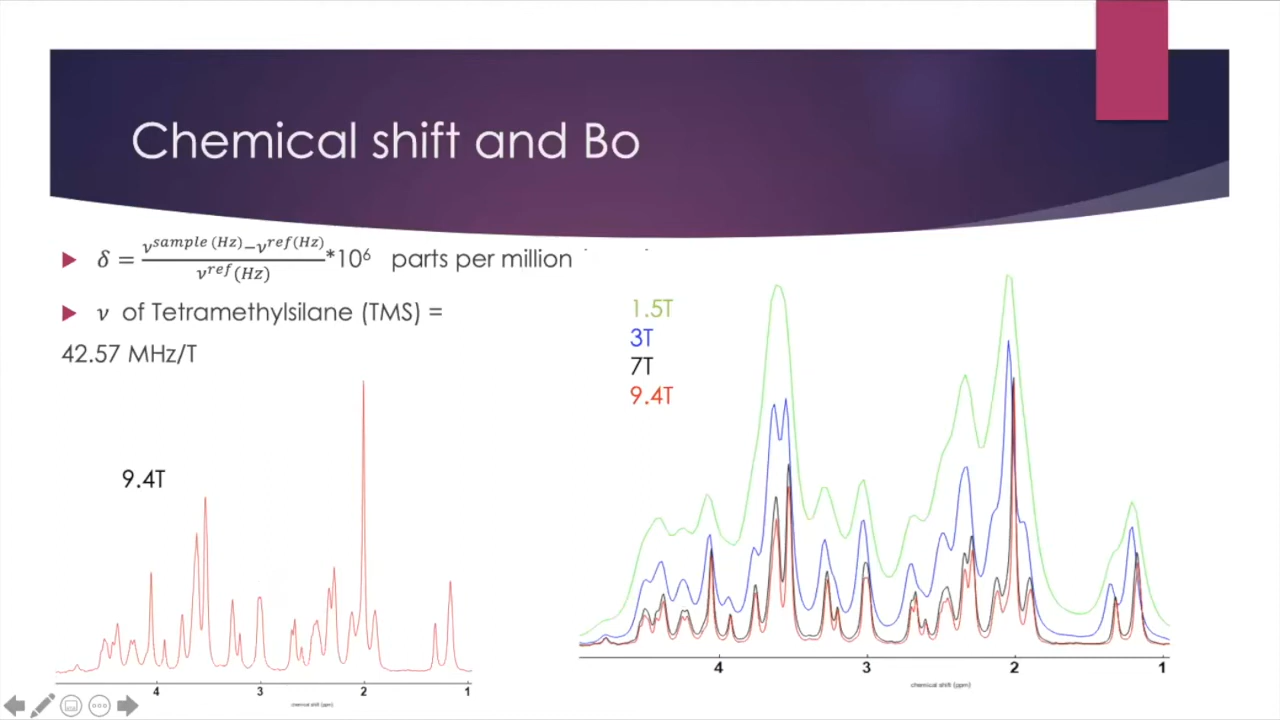 Chemical shift and Bo
δ = (ν^sample (Hz) − ν^ref(Hz)) / (ν^ref(Hz)) *10⁶ parts per million
ν of Tetramethylsilane (TMS) =
42.57 MHz/T
9.4T
4 3 2 1
chemical shift (ppm)
1.5T
3T
7T
9.4T
4 3 2 1
chemical shift (ppm)